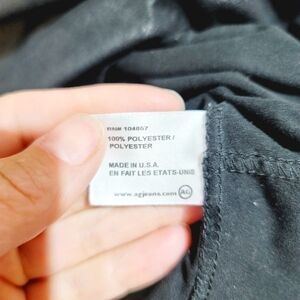 RN# 104857
100% POLYESTER /
POLYESTER
MADE IN U.S.A.
EN FAIT LES ETATS-UNIS
www.agjeans.com AG